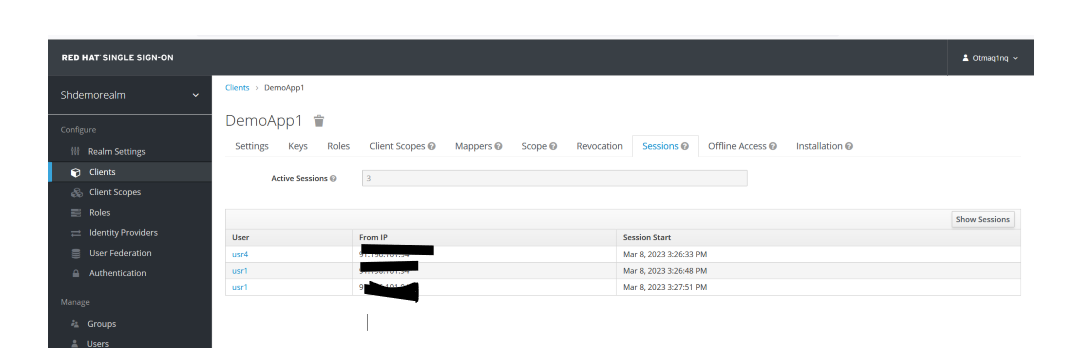 RED HAT SINGLE SIGN-ON
Otmaq1nq
Shdemorealm
Clients > DemoApp1
DemoApp1
Settings Keys Roles Client Scopes Mappers Scope Revocation Sessions Offline Access Installation
Active Sessions 3
Show Sessions
User From IP Session Start
usr4 Mar 8, 2023 3:26:33 PM
usr1 Mar 8, 2023 3:26:48 PM
usr1 Mar 8, 2023 3:27:51 PM
Configure
Realm Settings
Clients
Client Scopes
Roles
Identity Providers
User Federation
Authentication
Manage
Groups
Users